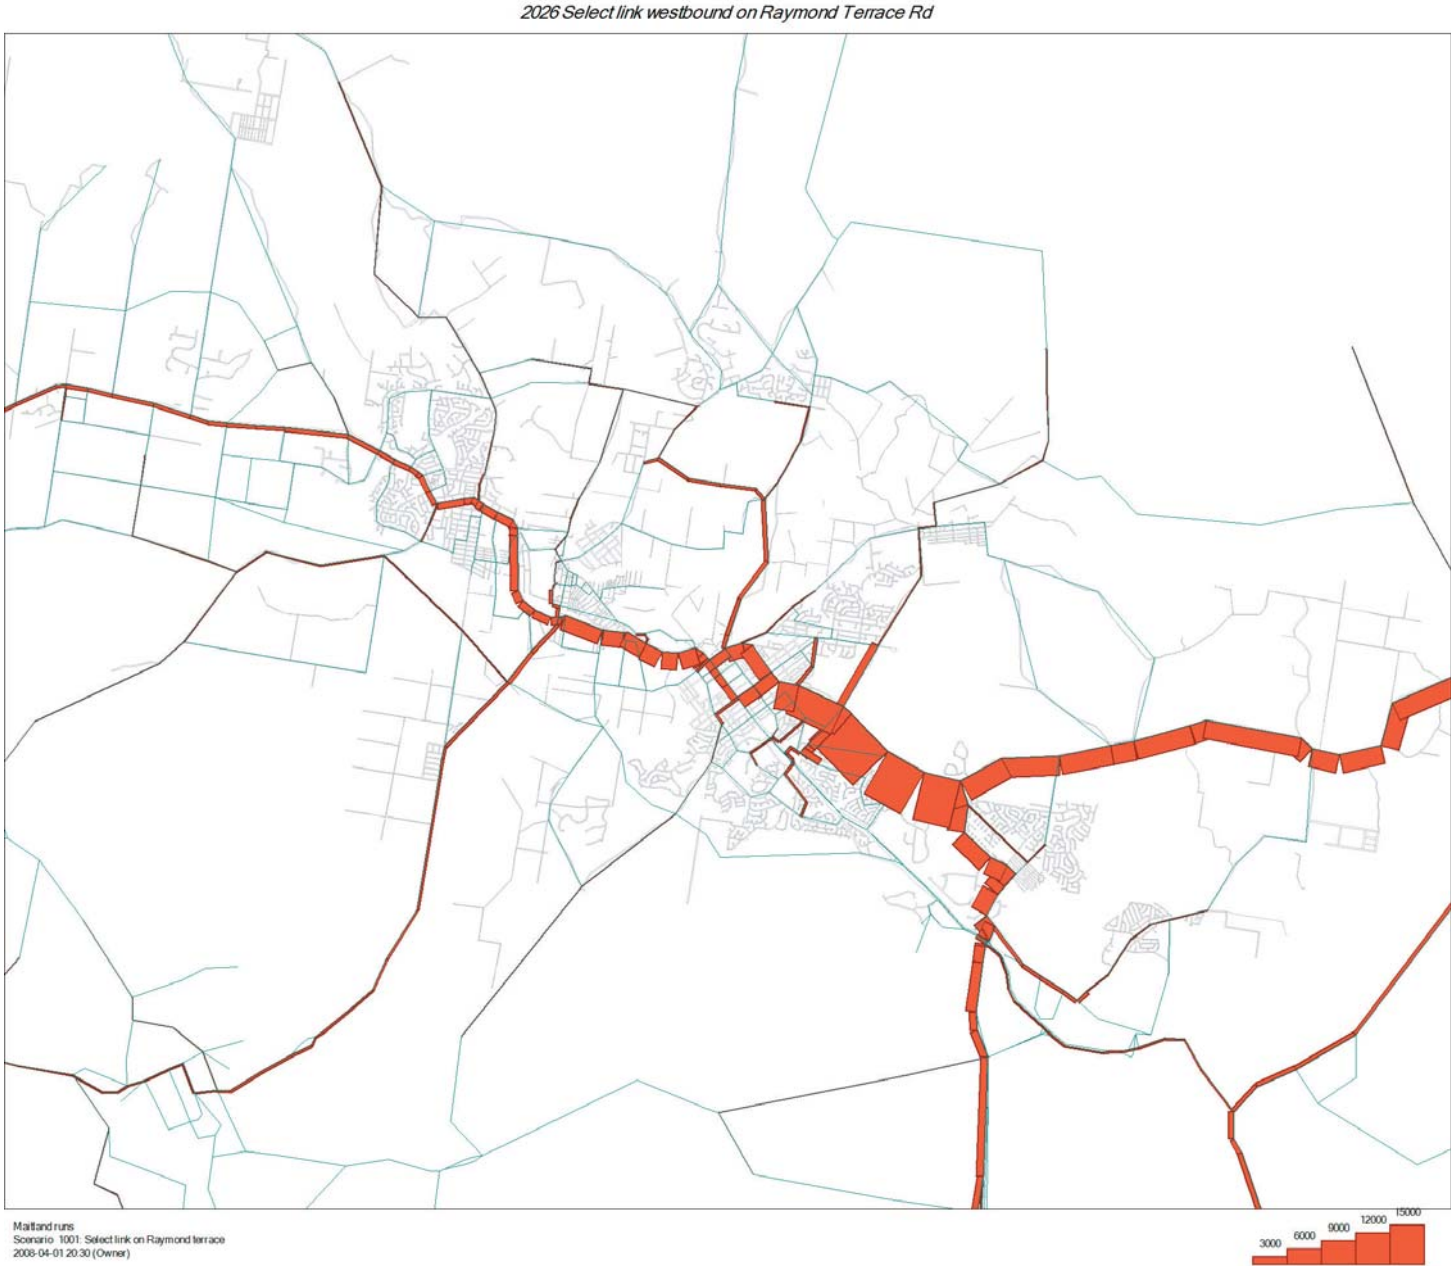 2026 Select link westbound on Raymond Terrace Rd
Maitland runs
Scenario 1001: Select link on Raymond terrace
2008-04-01 20:30 (Owner)
3000 6000 9000 12000 15000